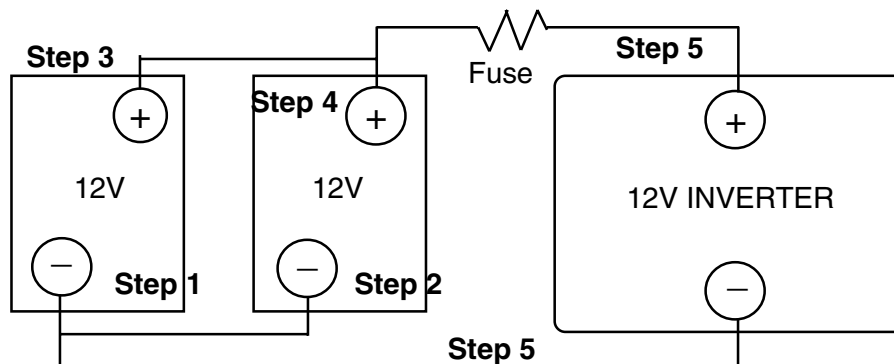 Step 3
Step 5
Fuse
Step 4
+
+
+
12V
12V
12V INVERTER
−
−
−
Step 1
Step 2
Step 5